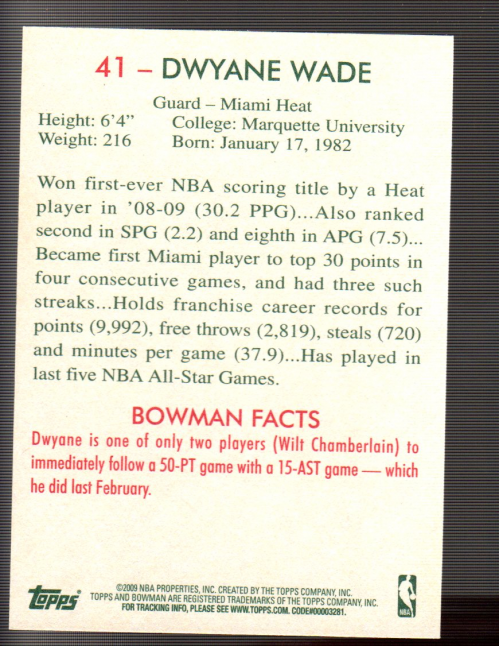 41 – DWYANE WADE
Guard – Miami Heat
Height: 6'4" College: Marquette University
Weight: 216 Born: January 17, 1982
Won first-ever NBA scoring title by a Heat
player in '08-09 (30.2 PPG)...Also ranked
second in SPG (2.2) and eighth in APG (7.5)...
Became first Miami player to top 30 points in
four consecutive games, and had three such
streaks...Holds franchise career records for
points (9,992), free throws (2,819), steals (720)
and minutes per game (37.9)...Has played in
last five NBA All-Star Games.
BOWMAN FACTS
Dwyane is one of only two players (Wilt Chamberlain) to
immediately follow a 50-PT game with a 15-AST game — which
he did last February.
Topps
©2009 NBA PROPERTIES, INC. CREATED BY THE TOPPS COMPANY, INC.
TOPPS AND BOWMAN ARE REGISTERED TRADEMARKS OF THE TOPPS COMPANY, INC.
FOR TRACKING INFO, PLEASE SEE WWW.TOPPS.COM. CODE#00003281.
NBA